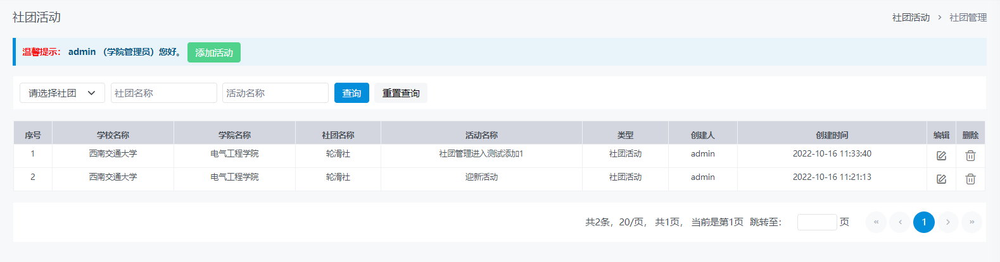 社团活动
社团活动 › 社团管理
温馨提示： admin （学院管理员）您好。 添加活动
请选择社团 社团名称 活动名称 查询 重置查询
序号 学校名称 学院名称 社团名称 活动名称 类型 创建人 创建时间 编辑 删除
1 西南交通大学 电气工程学院 轮滑社 社团管理进入测试添加1 社团活动 admin 2022-10-16 11:33:40
2 西南交通大学 电气工程学院 轮滑社 迎新活动 社团活动 admin 2022-10-16 11:21:13
共2条，20/页， 共1页， 当前是第1页 跳转至： 页 « ‹ 1 › »